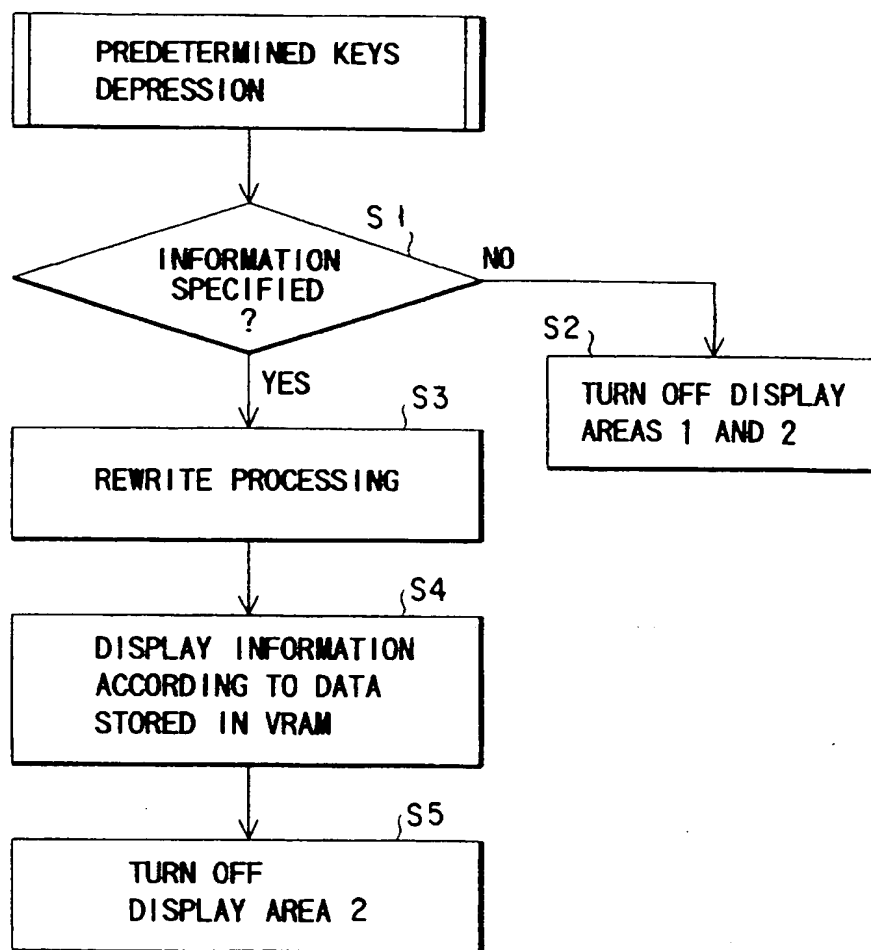 PREDETERMINED KEYS
DEPRESSION
S1
INFORMATION
SPECIFIED
?
NO
YES
S2
TURN OFF DISPLAY
AREAS 1 AND 2
S3
REWRITE PROCESSING
S4
DISPLAY INFORMATION
ACCORDING TO DATA
STORED IN VRAM
S5
TURN OFF
DISPLAY AREA 2